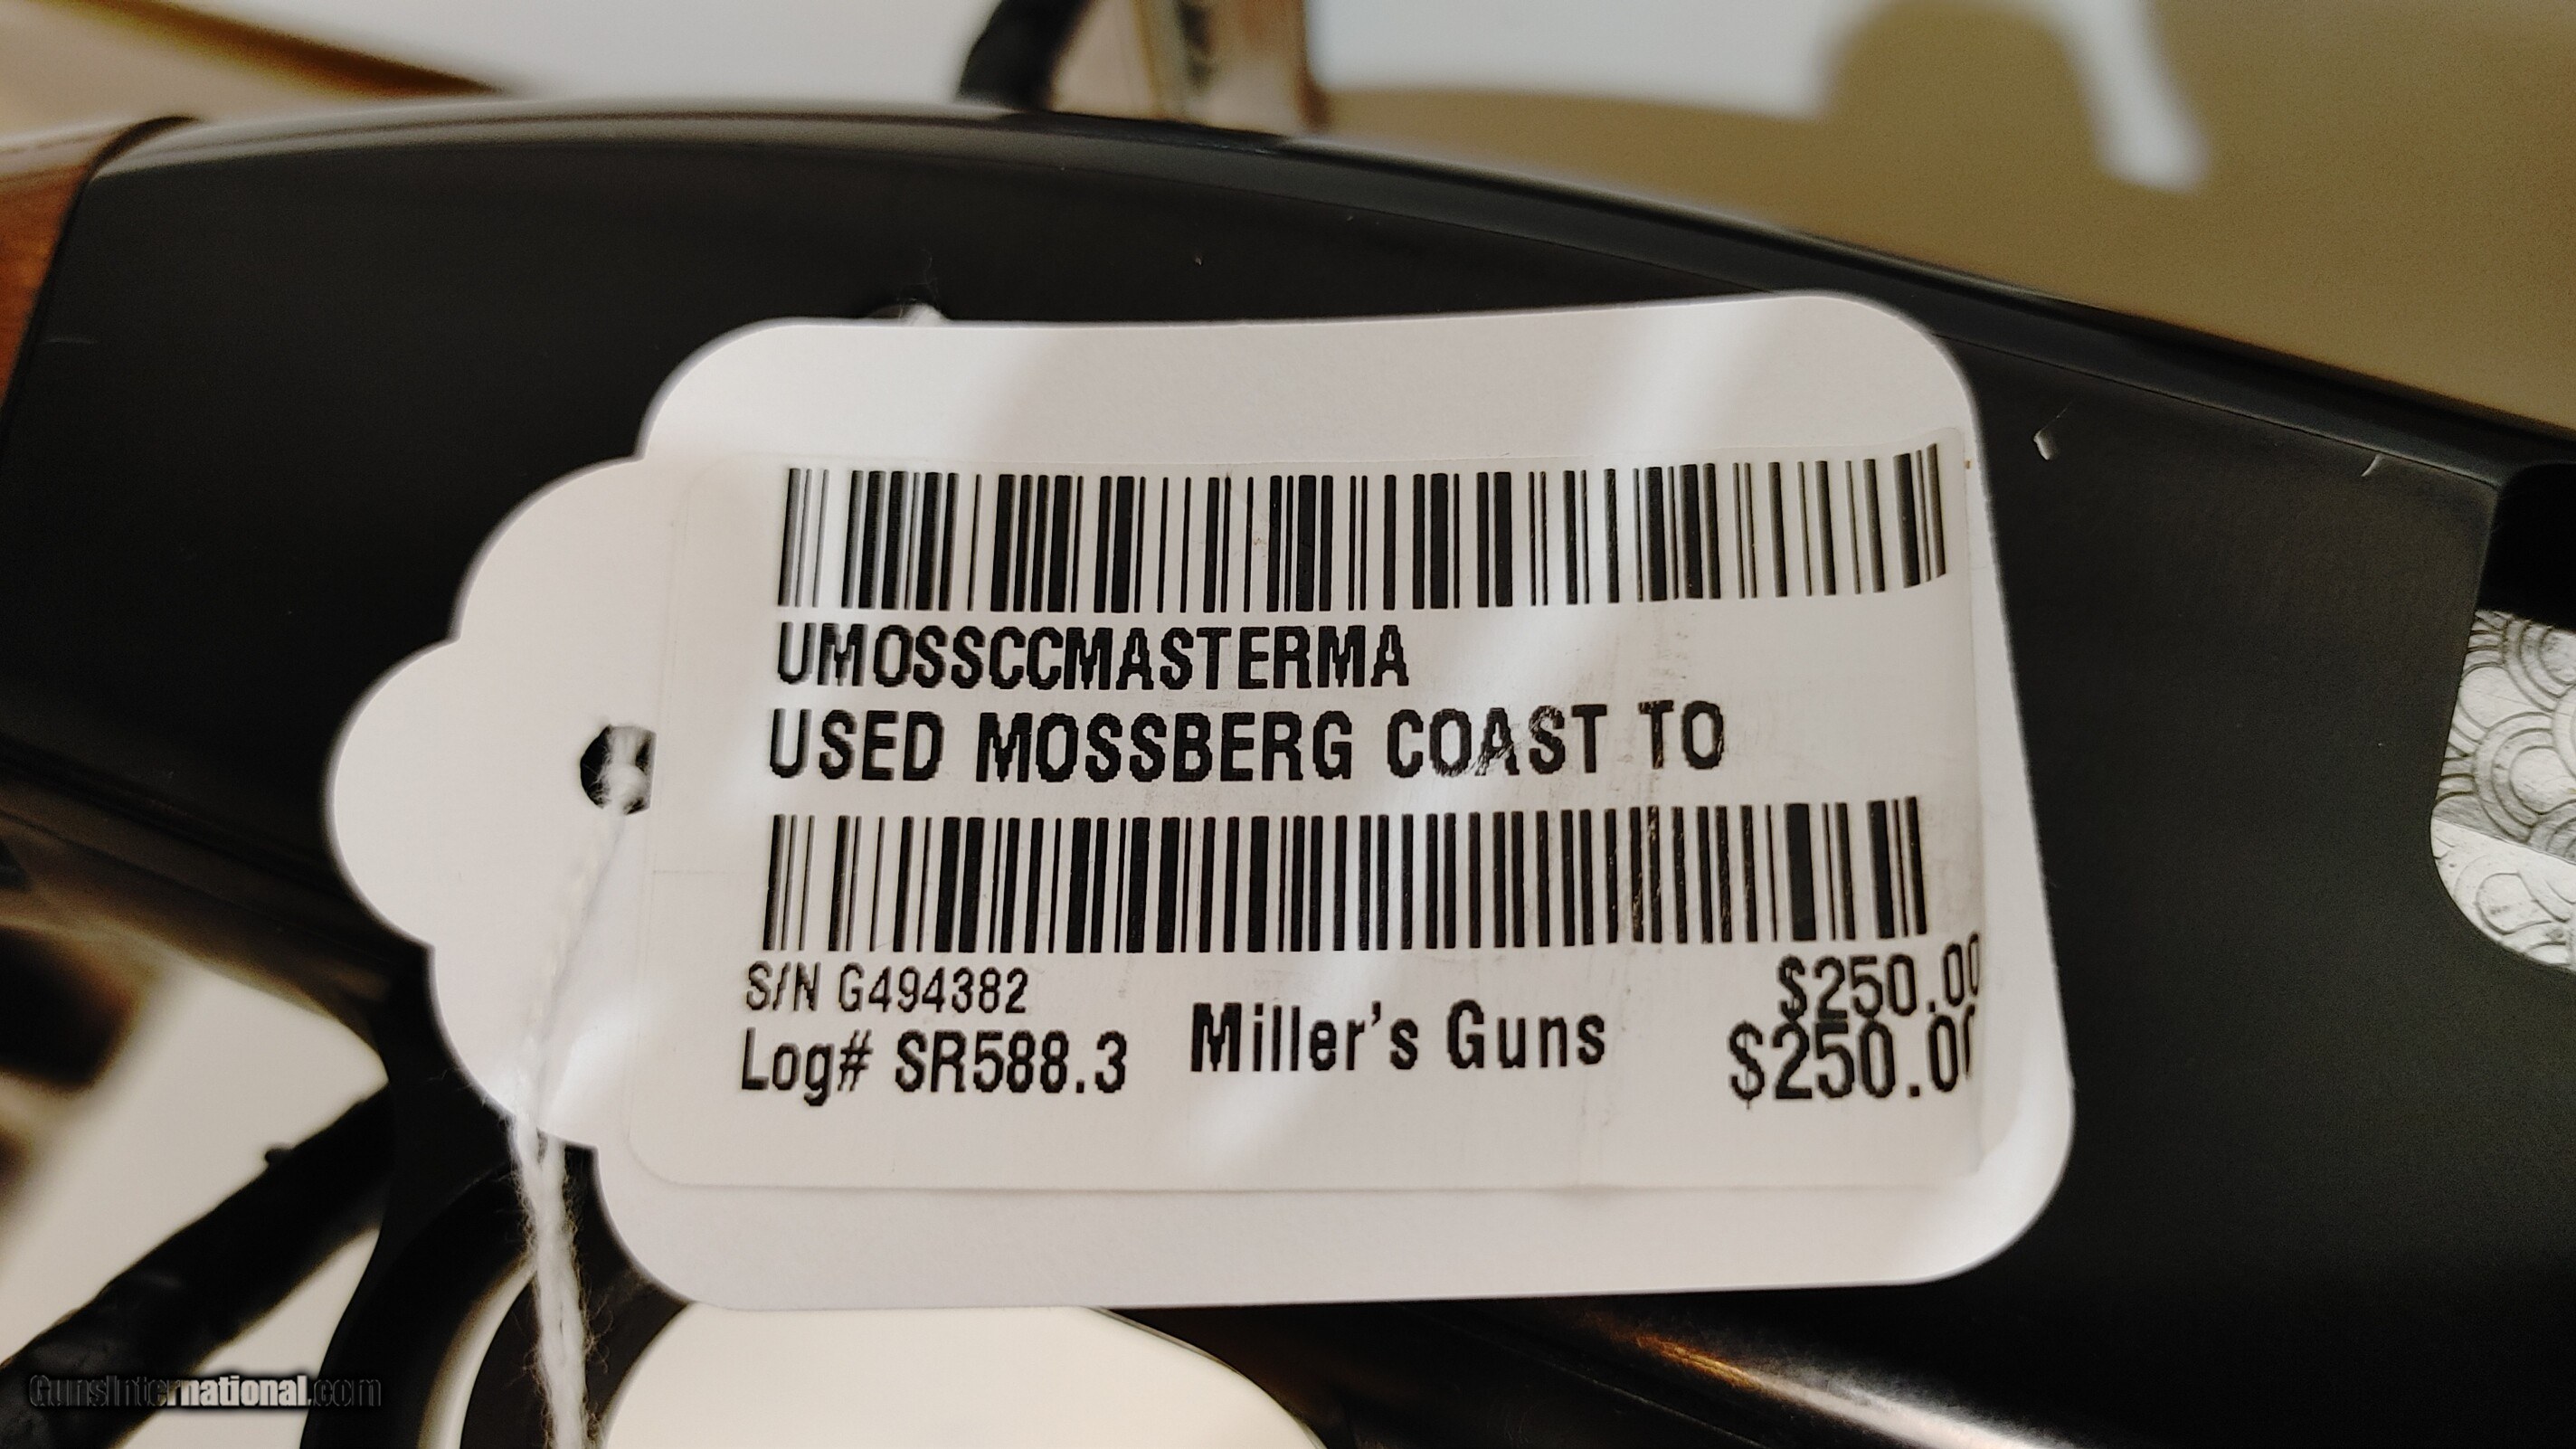 UMOSSCCMASTERMA
USED MOSSBERG COAST TO
S/N G494382
$250.00
Log# SR588.3
Miller's Guns
$250.00
GunsInternational.com